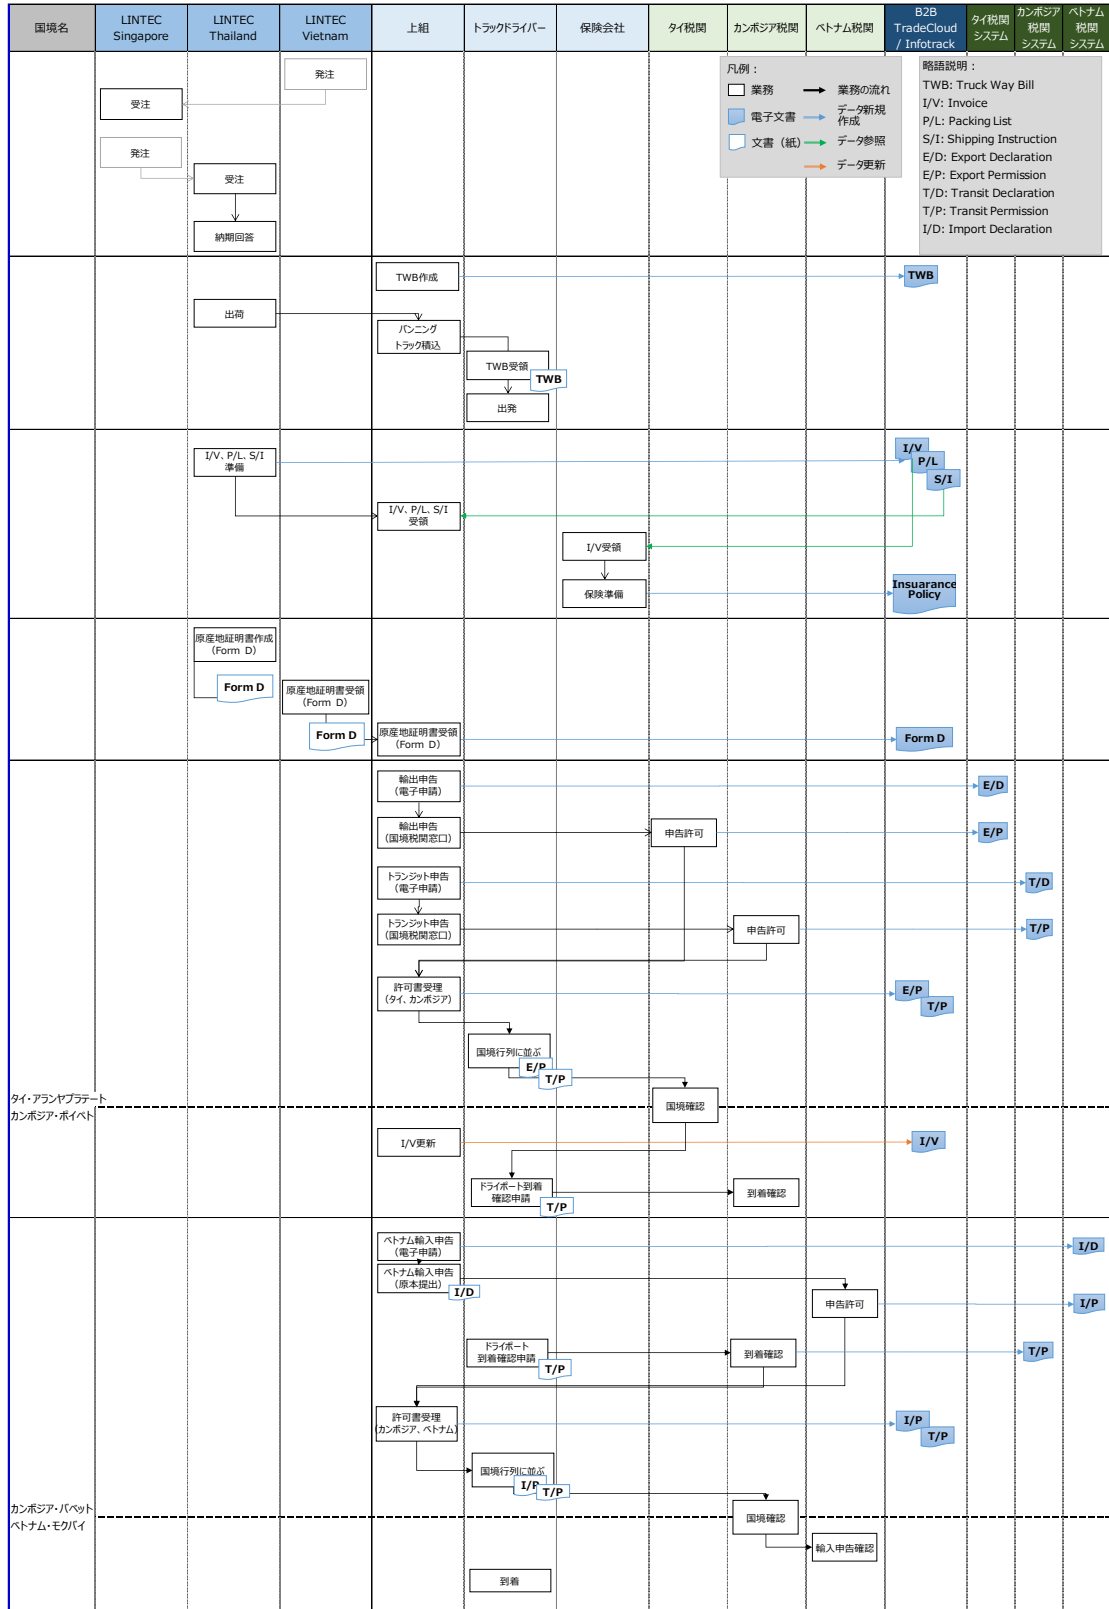 国境名
LINTEC
Singapore
LINTEC
Thailand
LINTEC
Vietnam
上組
トラックドライバー
保険会社
タイ税関
カンボジア税関
ベトナム税関
B2B
TradeCloud
/ Infotrack
タイ税関
システム
カンボジア
税関
システム
ベトナム
税関
システム
発注
受注
発注
受注
納期回答
凡例：
業務
業務の流れ
電子文書
データ新規
作成
文書（紙）
データ参照
データ更新
略語説明：
TWB: Truck Way Bill
I/V: Invoice
P/L: Packing List
S/I: Shipping Instruction
E/D: Export Declaration
E/P: Export Permission
T/D: Transit Declaration
T/P: Transit Permission
I/D: Import Declaration
TWB作成
TWB
出荷
バンニング
トラック積込
TWB受領
TWB
出発
I/V、P/L、S/I
準備
I/V
P/L
S/I
I/V、P/L、S/I
受領
I/V受領
保険準備
Insuarance
Policy
原産地証明書作成
（Form D）
Form D
原産地証明書受領
（Form D）
Form D
原産地証明書受領
（Form D）
Form D
輸出申告
（電子申請）
E/D
輸出申告
（国境税関窓口）
申告許可
E/P
トランジット申告
（電子申請）
T/D
トランジット申告
（国境税関窓口）
申告許可
T/P
許可書受理
（タイ、カンボジア）
E/P
T/P
国境行列に並ぶ
E/P
T/P
タイ・アランヤプラテート
カンボジア・ポイペト
国境確認
I/V更新
I/V
ドライポート到着
確認申請
T/P
到着確認
ベトナム輸入申告
（電子申請）
I/D
ベトナム輸入申告
（原本提出）
I/D
申告許可
I/P
ドライポート
到着確認申請
T/P
到着確認
T/P
許可書受理
（カンボジア、ベトナム）
I/P
T/P
国境行列に並ぶ
I/P
T/P
カンボジア・バベット
ベトナム・モクバイ
国境確認
輸入申告確認
到着